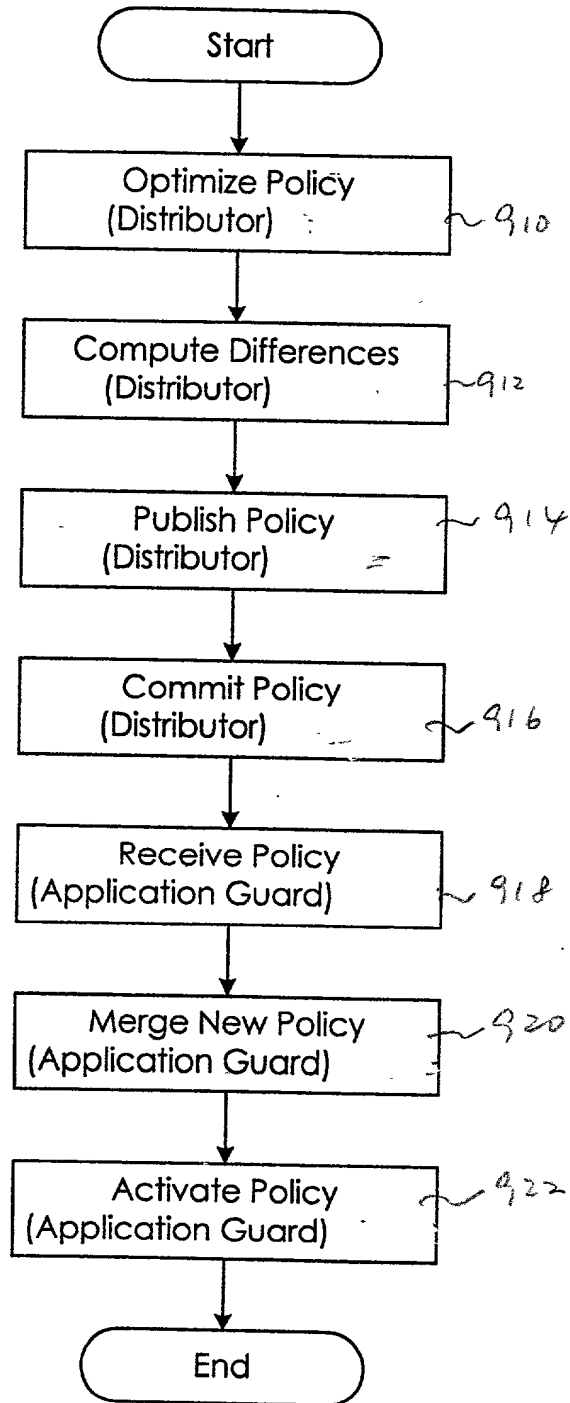 Start
Optimize Policy
(Distributor)
910
Compute Differences
(Distributor)
912
Publish Policy
(Distributor)
914
Commit Policy
(Distributor)
916
Receive Policy
(Application Guard)
918
Merge New Policy
(Application Guard)
920
Activate Policy
(Application Guard)
922
End